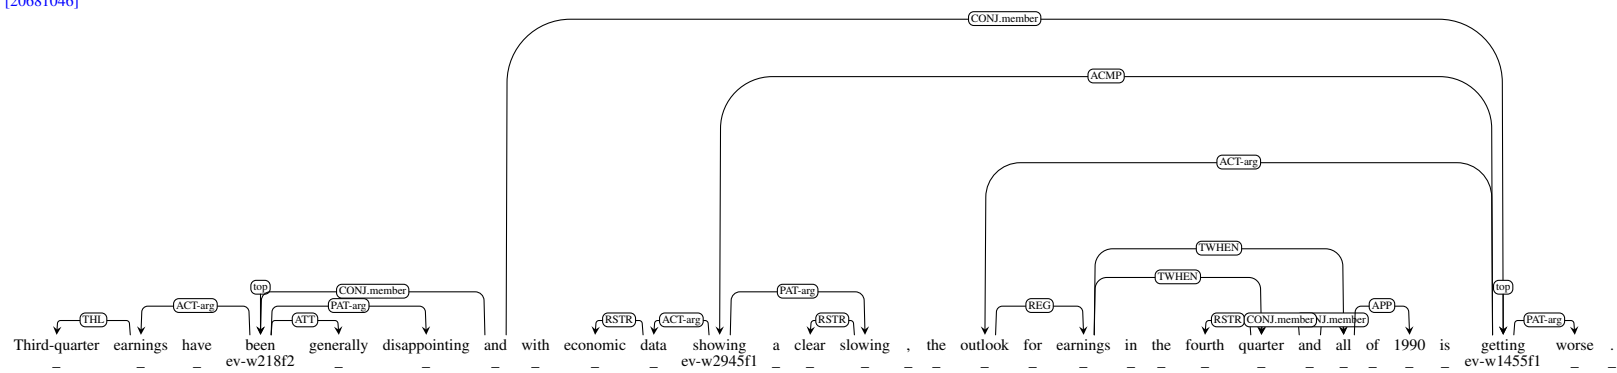 [20681046]
CONJ.member
ACMP
ACT-arg
TWHEN
TWHEN
top CONJ.member PAT-arg top
ACT-arg PAT-arg REG APP
THL ATT RSTR ACT-arg RSTR RSTR CONJ.member NJ.member PAT-arg
Third-quarter earnings have been generally disappointing and with economic data showing a clear slowing , the outlook for earnings in the fourth quarter and all of 1990 is getting worse .
_ _ _ ev-w218f2 _ _ _ _ _ _ ev-w2945f1 _ _ _ _ _ _ _ _ _ _ _ _ _ _ _ _ _ ev-w1455f1 _ _